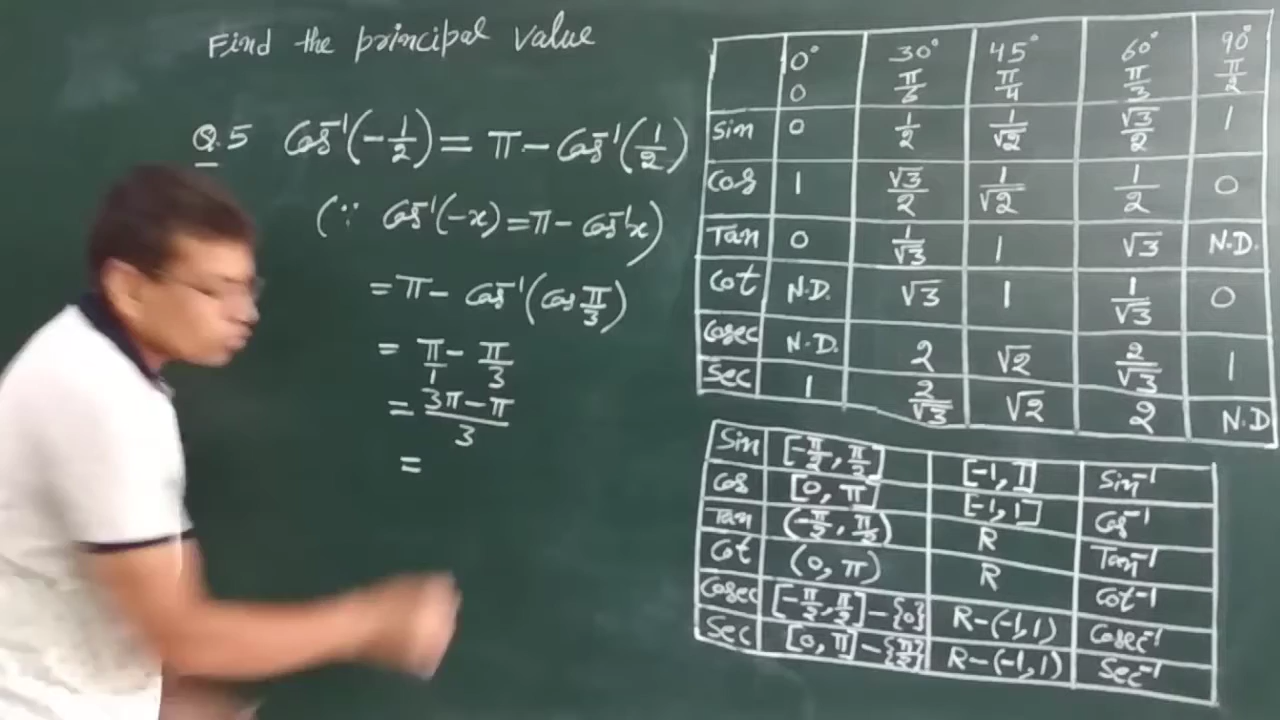 Find the principal value
Q.5 Cos⁻¹(-1/2) = π - Cos⁻¹(1/2)
(∵ Cos⁻¹(-x) = π - Cos⁻¹x)
= π - Cos⁻¹(Cos π/3)
= π/1 - π/3
= 3π - π/3
=
0° 30° 45° 60° 90°
0 π/6 π/4 π/3 π/2
Sin 0 1/2 1/√2 √3/2 1
Cos 1 √3/2 1/√2 1/2 0
Tan 0 1/√3 1 √3 N.D.
Cot N.D. √3 1 1/√3 0
Cosec N.D. 2 √2 2/√3 1
Sec 1 2/√3 √2 2 N.D
Sin [-π/2, π/2] [-1, 1] Sin⁻¹
Cos [0, π] [-1, 1] Cos⁻¹
Tan (-π/2, π/2) R Tan⁻¹
Cot (0, π) R Cot⁻¹
Cosec [-π/2, π/2] - {0} R - (-1, 1) Cosec⁻¹
Sec [0, π] - {π/2} R - (-1, 1) Sec⁻¹